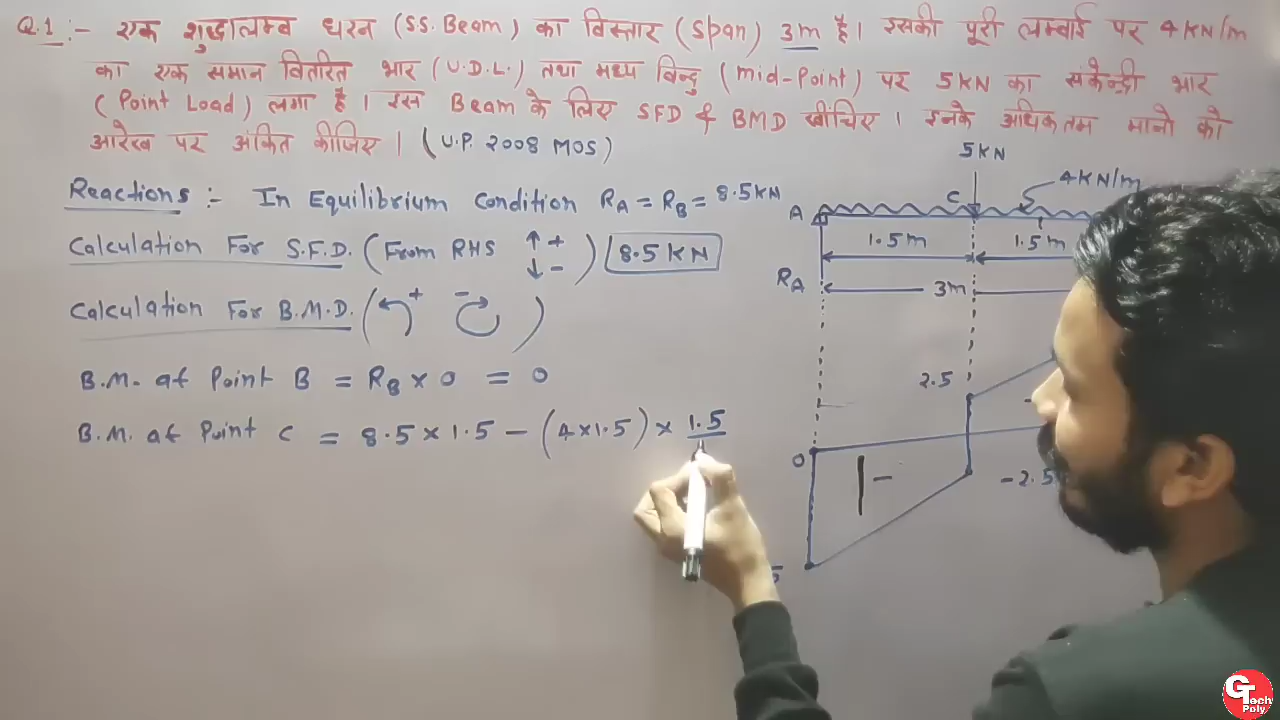 Q.1 :- एक शुद्धालम्ब धरन (S.S. Beam) का विस्तार (Span) 3m है। इसकी पूरी लम्बाई पर 4KN/m
का एक समान वितरित भार (U.D.L.) तथा मध्य बिन्दु (mid-Point) पर 5KN का संकेन्द्री भार
(Point Load) लगा है। इस Beam के लिए SFD & BMD खींचिए। इनके अधिकतम मानो को
आरेख पर अंकित कीजिए। (U.P. 2008 MOS)
Reactions :- In Equilibrium Condition RA = RB = 8.5KN
Calculation For S.F.D. (From RHS ↑ + ↓ -) 8.5 KN
Calculation For B.M.D. ( + - )
B.M. at Point B = RB × 0 = 0
B.M. at Point C = 8.5 × 1.5 - (4×1.5) × 1.5
5KN
4KN/m
A C
1.5m 1.5m
RA 3m
2.5
0 -
-2.5
GTech Poly